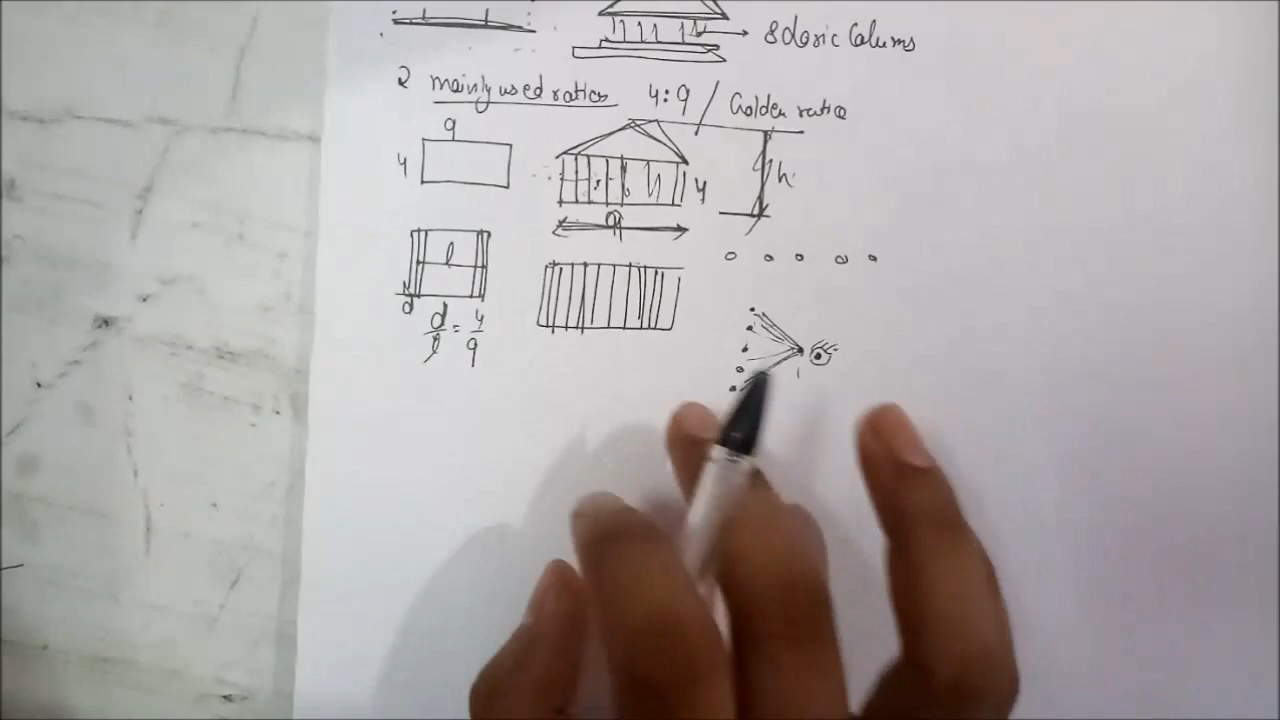 8 doric Colums
2 mainly used ratios 4:9 / Golden ratio
9
4
4
h
9
l
d
d/l = 4/9